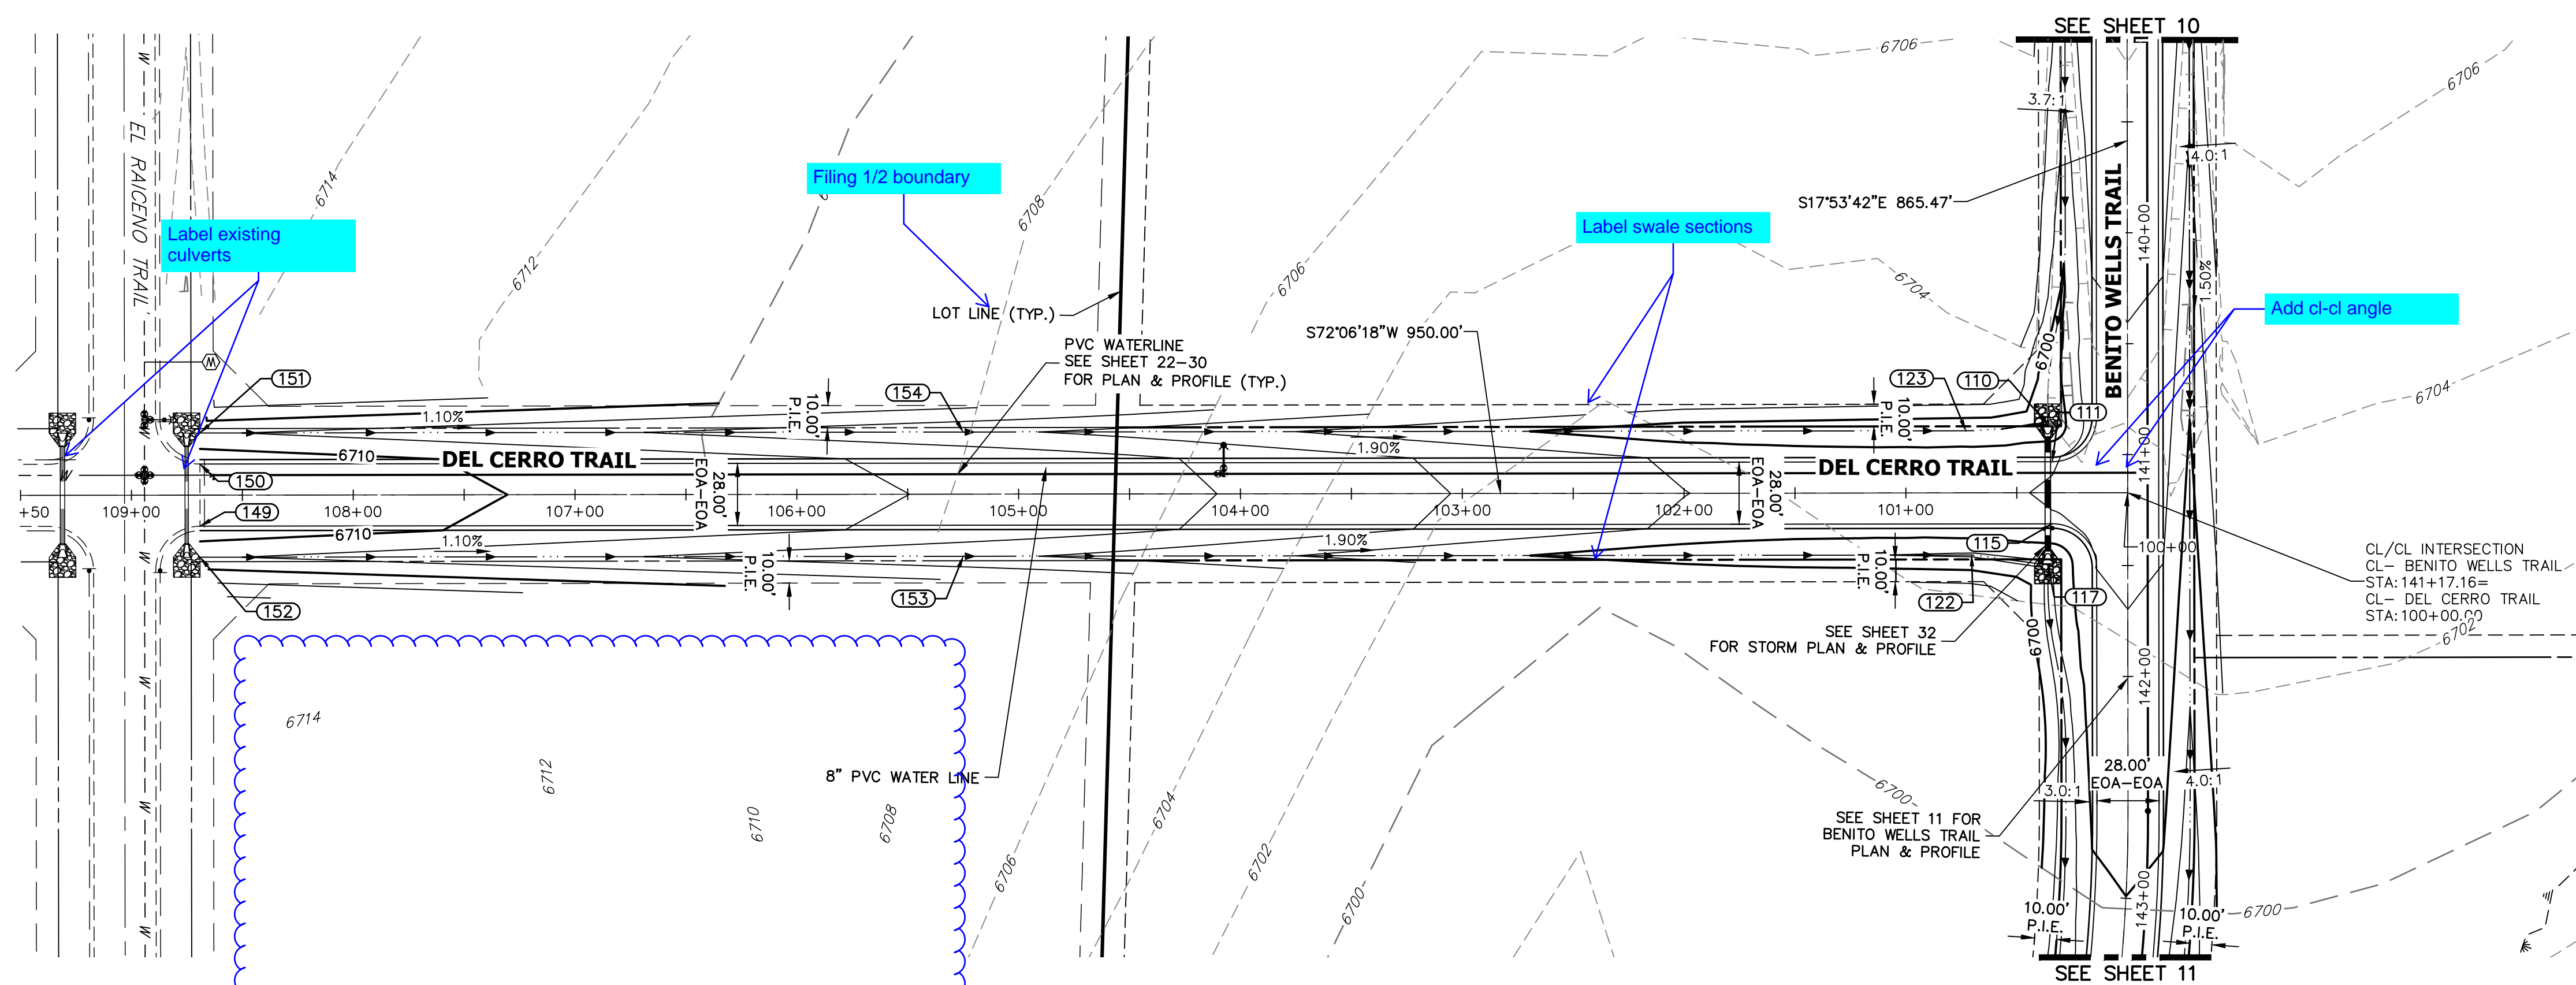 SEE SHEET 10
6706
6706
3.7:1
4.0:1
EL RAICENO TRAIL
W
6714
Filing 1/2 boundary
6708
S17°53'42"E 865.47'
BENITO WELLS TRAIL
140+00
Label existing
culverts
Label swale sections
6712
6706
6704
1.50%
Add cl-cl angle
LOT LINE (TYP.)
S72°06'18"W 950.00'
PVC WATERLINE
SEE SHEET 22-30
FOR PLAN & PROFILE (TYP.)
W
6700
6704
151
154
123
110
111
1.10%
10.00'
P.I.E.
10.00'
P.I.E.
1.90%
6710
DEL CERRO TRAIL
EOA-EOA
28.00'
EOA-EOA
28.00'
DEL CERRO TRAIL
141+00
W
W
150
149
+50
109+00
108+00
107+00
106+00
105+00
104+00
103+00
102+00
101+00
100+00
6710
1.10%
1.90%
115
W
10.00'
P.I.E.
10.00'
P.I.E.
CL/CL INTERSECTION
CL- BENITO WELLS TRAIL
STA:141+17.16=
CL- DEL CERRO TRAIL
STA:100+00.00
6702
152
153
122
117
SEE SHEET 32
FOR STORM PLAN & PROFILE
6700
W
142+00
6714
6712
8" PVC WATER LINE
28.00'
EOA-EOA
3.0:1
4.0:1
W
6710
6708
6704
6700
SEE SHEET 11 FOR
BENITO WELLS TRAIL
PLAN & PROFILE
6706
6702
6700
143+00
10.00'
P.I.E.
10.00'
P.I.E.
6700
W
SEE SHEET 11